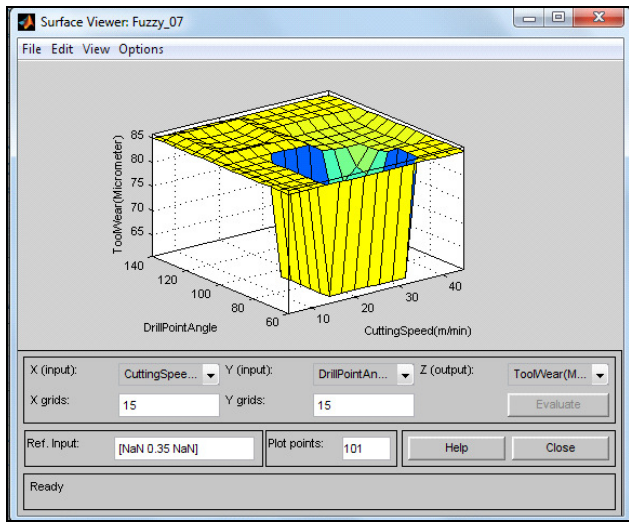 Surface Viewer: Fuzzy_07
File Edit View Options
ToolWear(Micrometer)
85
80
75
70
65
140
120
100
80
60
DrillPointAngle
10
20
30
40
CuttingSpeed(m/min)
X (input): CuttingSpee... Y (input): DrillPointAn... Z (output): ToolWear(M...
X grids: 15 Y grids: 15 Evaluate
Ref. Input: [NaN 0.35 NaN] Plot points: 101 Help Close
Ready